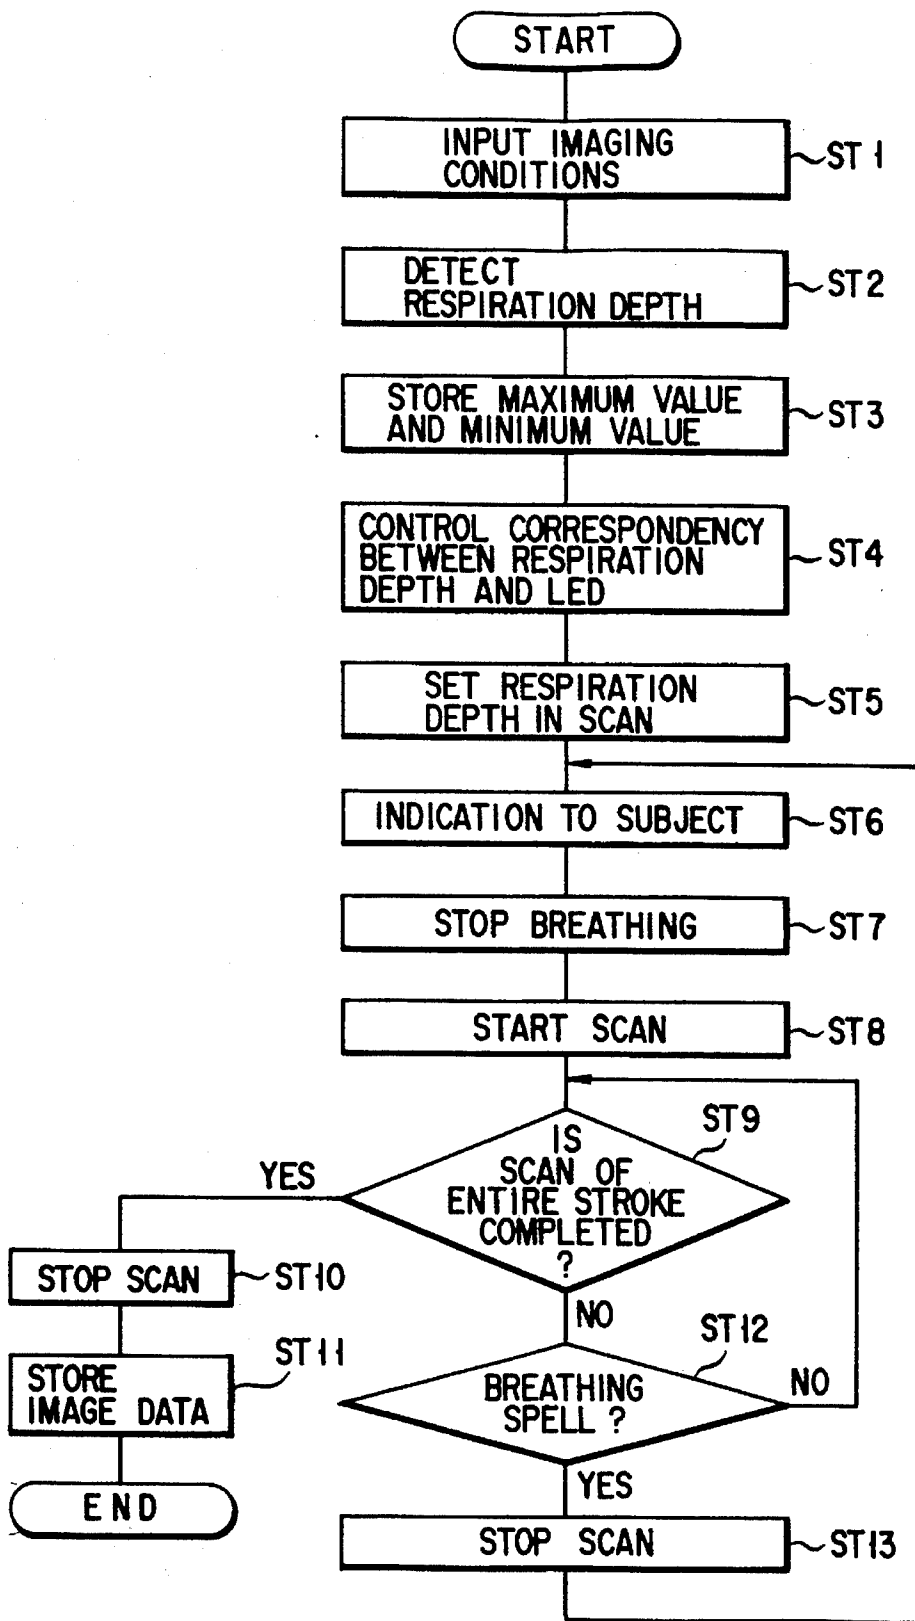 START
INPUT IMAGING
CONDITIONS
ST1
DETECT
RESPIRATION DEPTH
ST2
STORE MAXIMUM VALUE
AND MINIMUM VALUE
ST3
CONTROL CORRESPONDENCY
BETWEEN RESPIRATION
DEPTH AND LED
ST4
SET RESPIRATION
DEPTH IN SCAN
ST5
INDICATION TO SUBJECT
ST6
STOP BREATHING
ST7
START SCAN
ST8
IS
SCAN OF
ENTIRE STROKE
COMPLETED
?
ST9
YES
STOP SCAN
ST10
STORE
IMAGE DATA
ST11
END
NO
BREATHING
SPELL ?
ST12
NO
YES
STOP SCAN
ST13